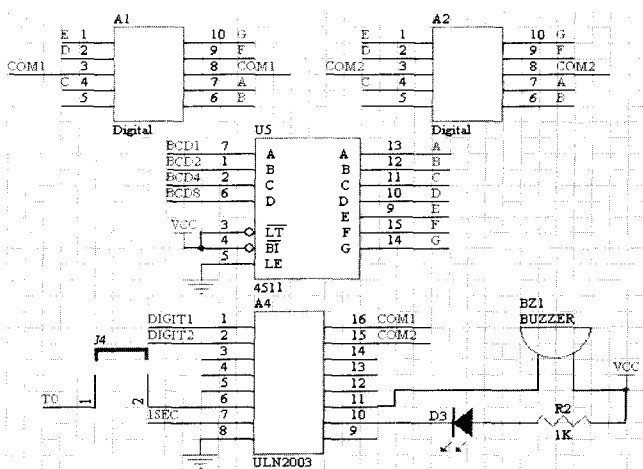 A1 A2
E 1 10 G E 1 10 G
D 2 9 F D 2 9 F
COM1 3 8 COM1 COM2 3 8 COM2
C 4 7 A C 4 7 A
5 6 B 5 6 B
Digital Digital
U5
BCD1 7 A A 13 A
BCD2 1 B B 12 B
BCD4 2 C C 11 C
BCD8 6 D D 10 D
E 9 E
VCC 3 LT F 15 F
4 BI G 14 G
5 LE
4511
A4
BZ1
BUZZER
DIGIT1 1 16 COM1
DIGIT2 2 15 COM2
J4 3 14
4 13 VCC
5 12
T0 1 2 6 11
1SEC 7 10 D3 R2
8 9 1K
ULN2003